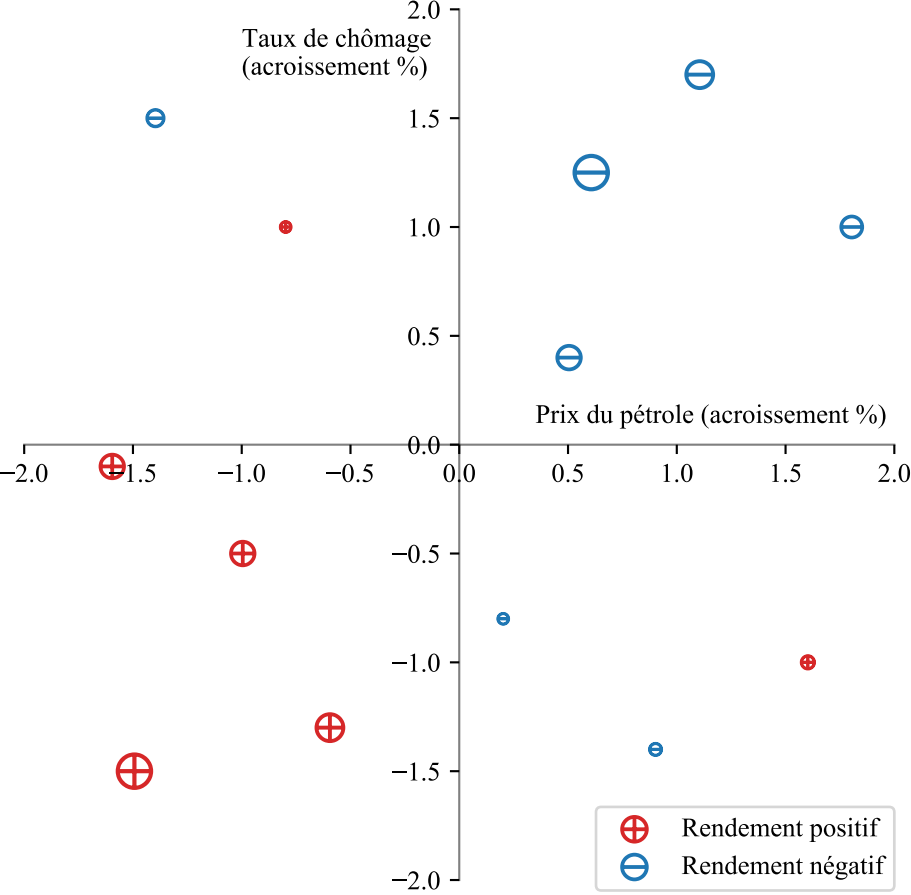 2.0
Taux de chômage
(acroissement %)
1.5
1.0
0.5
Prix du pétrole (acroissement %)
0.0
−2.0 −1.5 −1.0 −0.5 0.0 0.5 1.0 1.5 2.0
−0.5
−1.0
−1.5
Rendement positif
Rendement négatif
−2.0